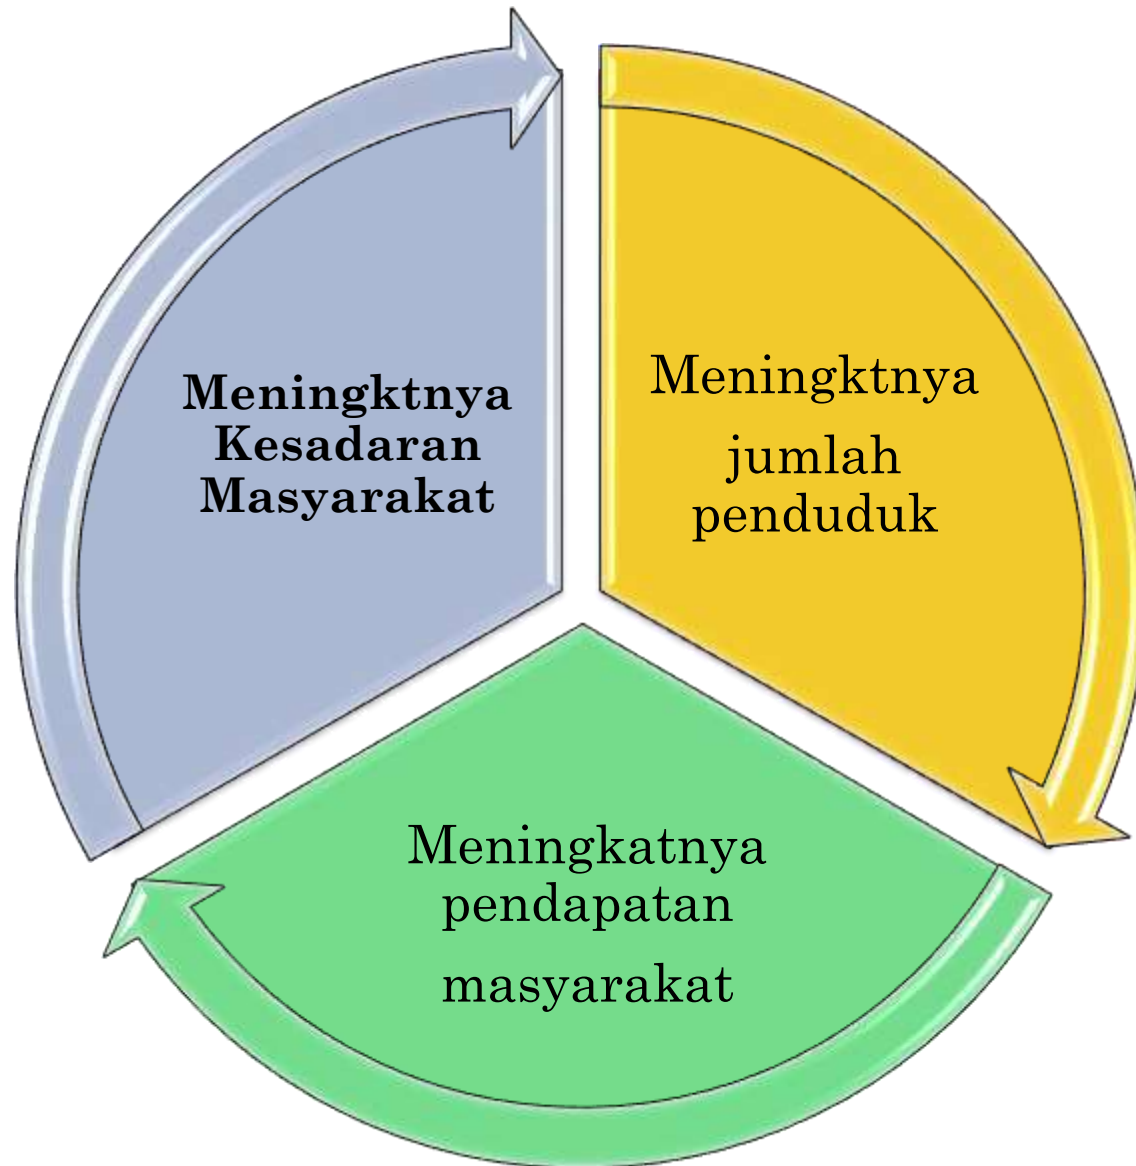 Meningktnya
Kesadaran
Masyarakat
Meningktnya
jumlah
penduduk
Meningkatnya
pendapatan
masyarakat